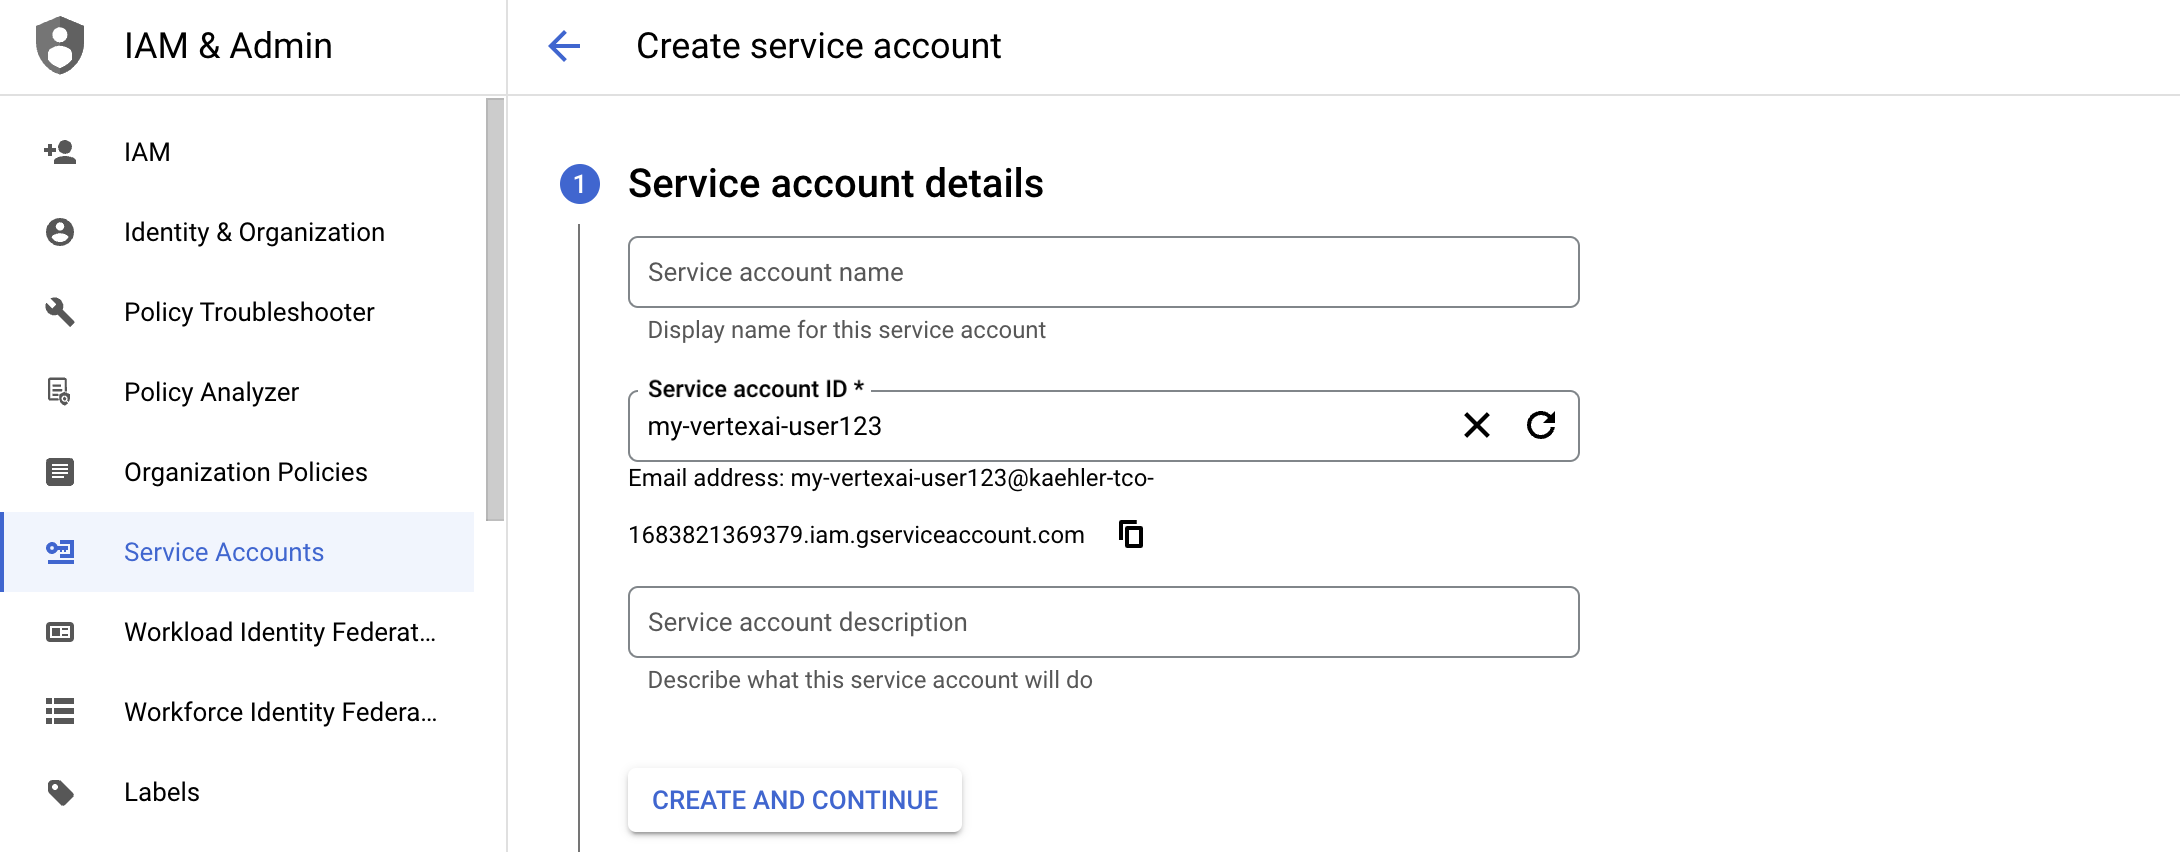 IAM & Admin
Create service account
IAM
Identity & Organization
Policy Troubleshooter
Policy Analyzer
Organization Policies
Service Accounts
Workload Identity Federat...
Workforce Identity Federa...
Labels
1 Service account details
Service account name
Display name for this service account
Service account ID *
my-vertexai-user123
Email address: my-vertexai-user123@kaehler-tco-
1683821369379.iam.gserviceaccount.com
Service account description
Describe what this service account will do
CREATE AND CONTINUE